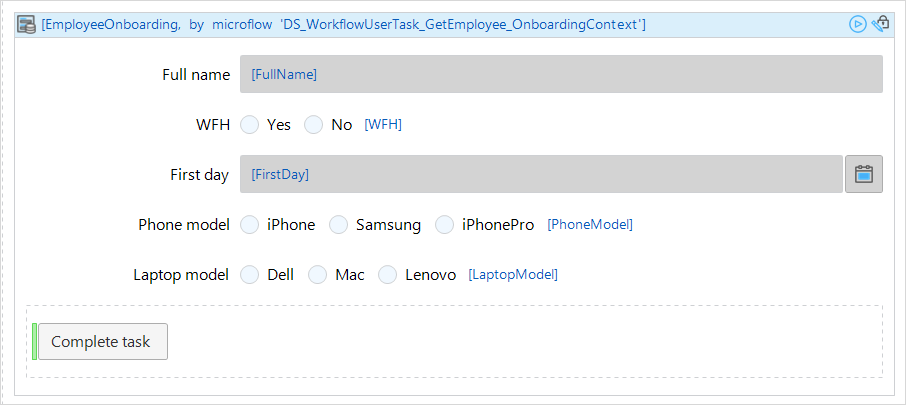 [EmployeeOnboarding, by microflow 'DS_WorkflowUserTask_GetEmployee_OnboardingContext']
Full name [FullName]
WFH Yes No [WFH]
First day [FirstDay]
Phone model iPhone Samsung iPhonePro [PhoneModel]
Laptop model Dell Mac Lenovo [LaptopModel]
Complete task